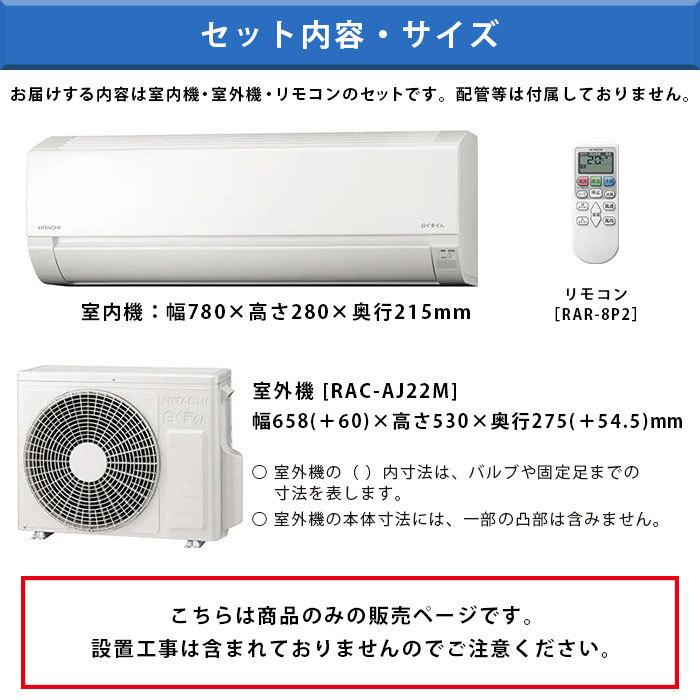 セット内容・サイズ
お届けする内容は室内機・室外機・リモコンのセットです。配管等は付属しておりません。
HITACHI
白くまくん
HITACHI
20
停止
室内機：幅780×高さ280×奥行215mm
リモコン
[RAR-8P2]
HITACHI
白くまくん
室外機 [RAC-AJ22M]
幅658(＋60)×高さ530×奥行275(＋54.5)mm
○ 室外機の（ ）内寸法は、バルブや固定足までの
寸法を表します。
○ 室外機の本体寸法には、一部の凸部は含みません。
こちらは商品のみの販売ページです。
設置工事は含まれておりませんのでご注意ください。